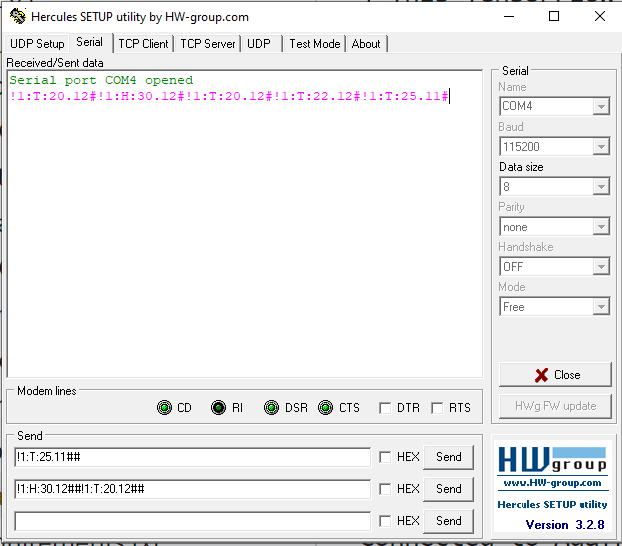 Hercules SETUP utility by HW-group.com
UDP Setup Serial TCP Client TCP Server UDP Test Mode About
Received/Sent data
Serial port COM4 opened
!1:T:20.12#!1:H:30.12#!1:T:20.12#!1:T:22.12#!1:T:25.11#
Serial
Name
COM4
Baud
115200
Data size
8
Parity
none
Handshake
OFF
Mode
Free
Close
HWg FW update
Modem lines
CD RI DSR CTS DTR RTS
Send
!1:T:25.11##
HEX Send
!1:H:30.12##!1:T:20.12##
HEX Send
HEX Send
HW group
www.HW-group.com
Hercules SETUP utility
Version 3.2.8